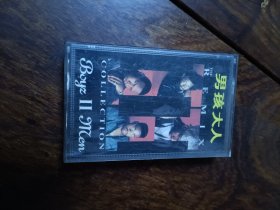 男孩大人
REMIX
COLLECTION
Boyz II Men